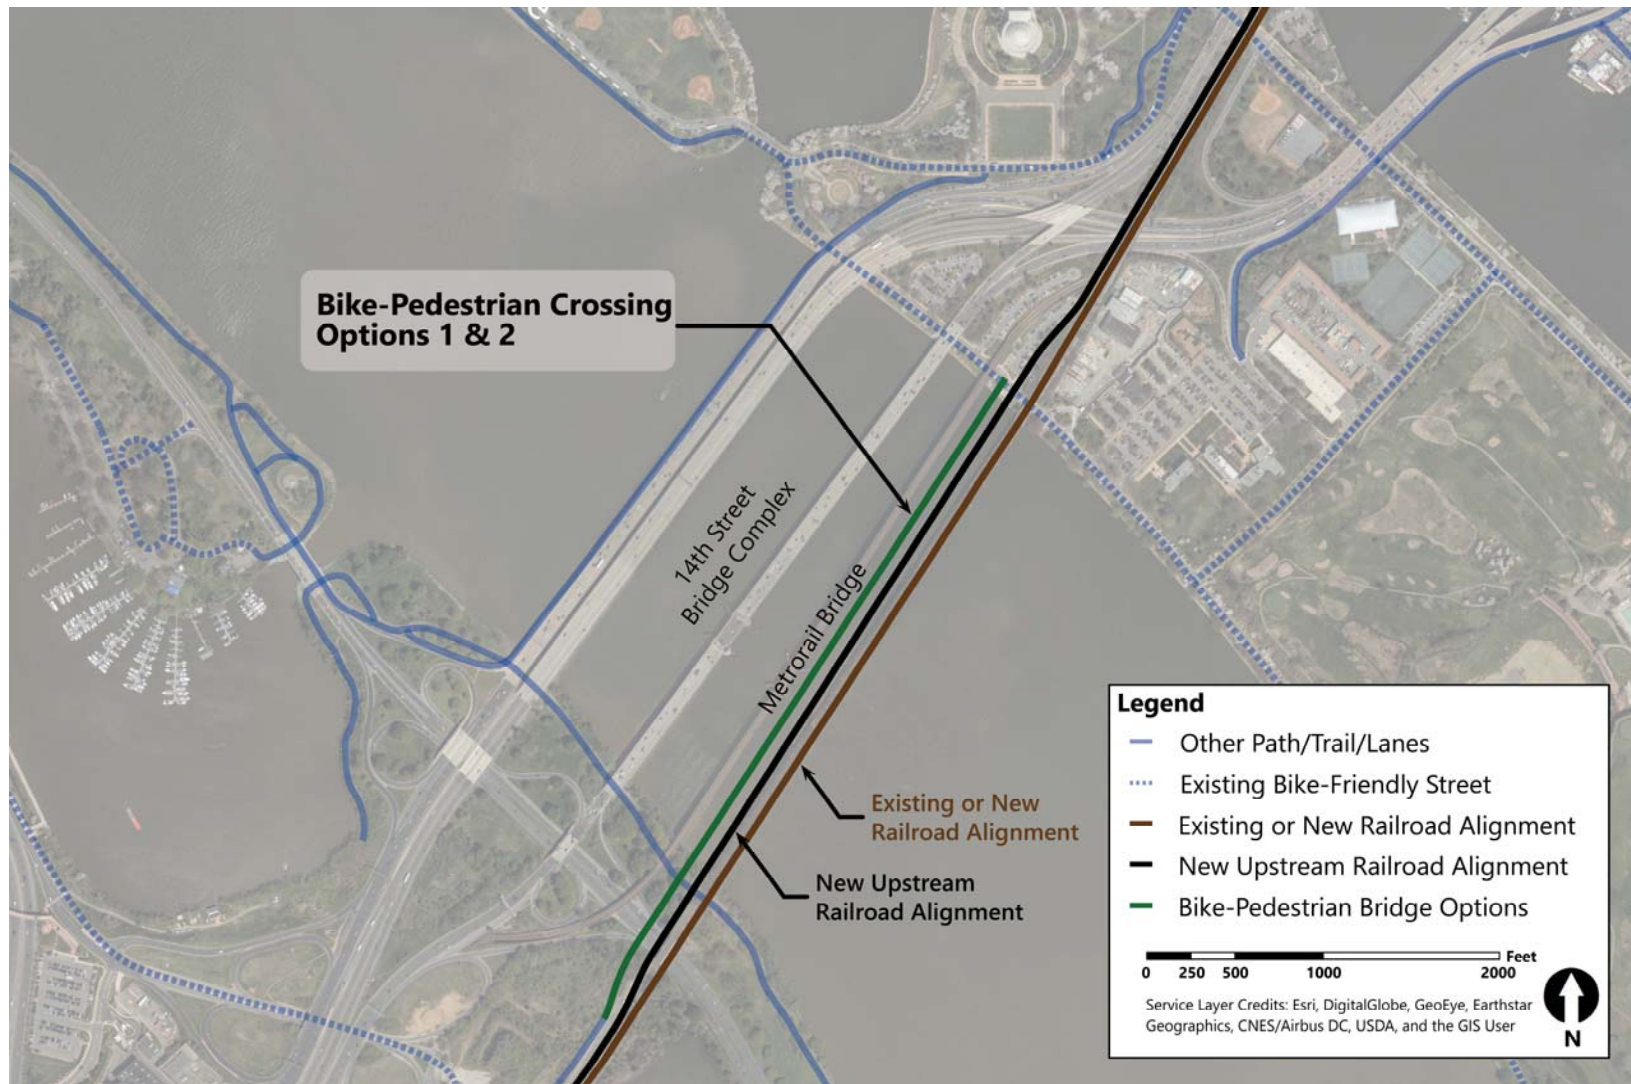 Bike-Pedestrian Crossing
Options 1 & 2
14th Street
Bridge Complex
Metrorail Bridge
Existing or New
Railroad Alignment
New Upstream
Railroad Alignment
Legend
Other Path/Trail/Lanes
Existing Bike-Friendly Street
Existing or New Railroad Alignment
New Upstream Railroad Alignment
Bike-Pedestrian Bridge Options
Feet
0 250 500 1000 2000
Service Layer Credits: Esri, DigitalGlobe, GeoEye, Earthstar
Geographics, CNES/Airbus DC, USDA, and the GIS User
N